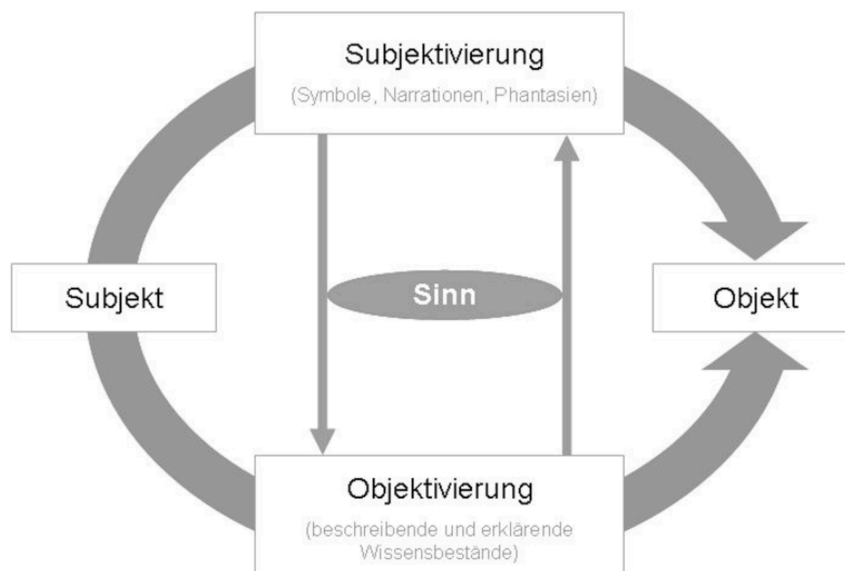 Subjektivierung
(Symbole, Narrationen, Phantasien)
Subjekt
Sinn
Objekt
Objektivierung
(beschreibende und erklärende
Wissensbestände)